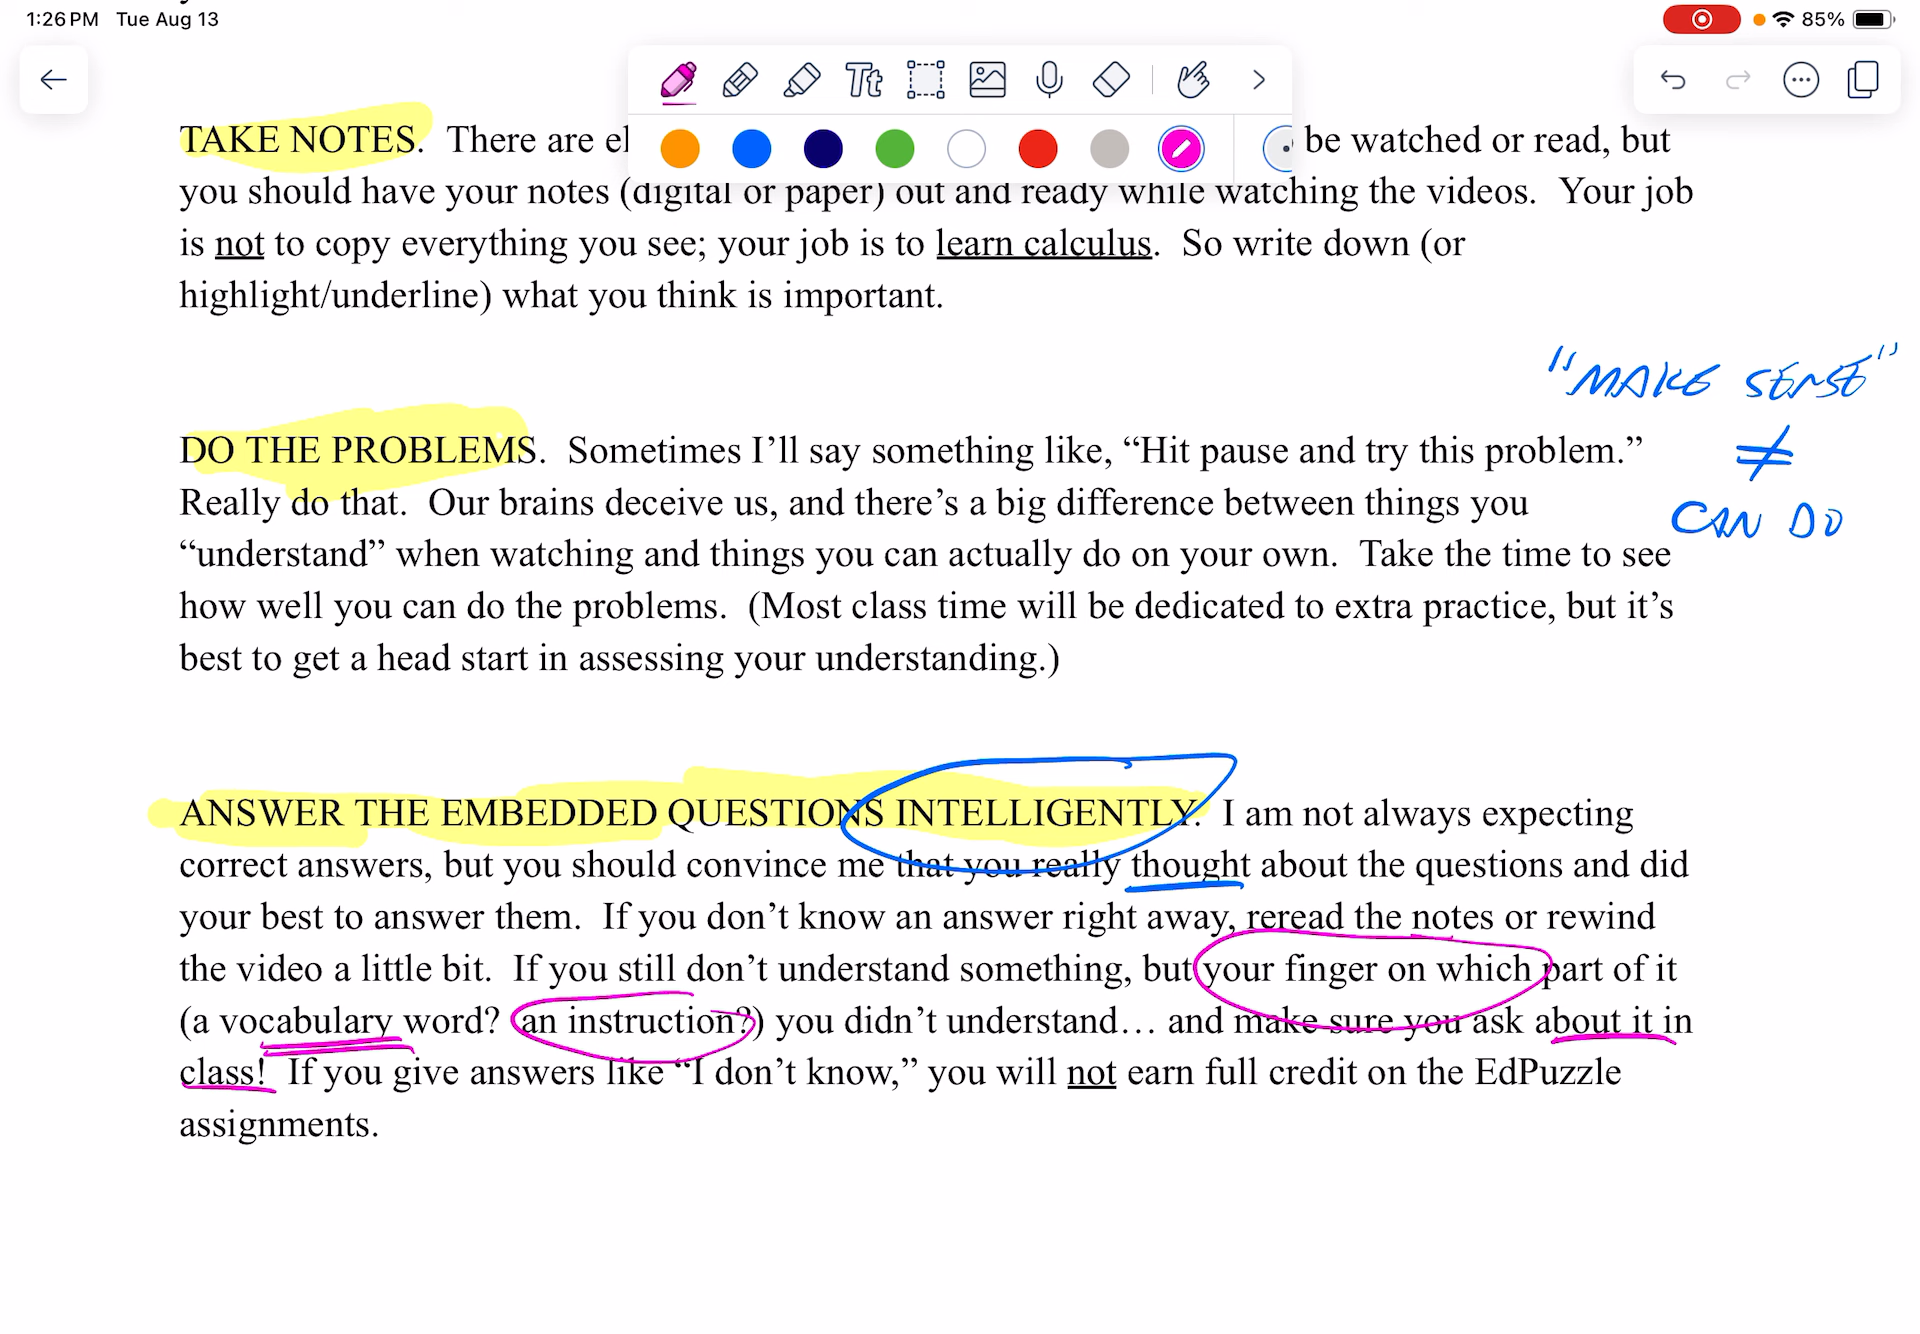 1:26 PM Tue Aug 13
85%
Tt
TAKE NOTES. There are be watched or read, but
you should have your notes (digital or paper) out and ready while watching the videos. Your job
is not to copy everything you see; your job is to learn calculus. So write down (or
highlight/underline) what you think is important.
"MAKE SENSE"
≠
CAN DO
DO THE PROBLEMS. Sometimes I'll say something like, “Hit pause and try this problem.”
Really do that. Our brains deceive us, and there's a big difference between things you
“understand” when watching and things you can actually do on your own. Take the time to see
how well you can do the problems. (Most class time will be dedicated to extra practice, but it's
best to get a head start in assessing your understanding.)
ANSWER THE EMBEDDED QUESTIONS INTELLIGENTLY. I am not always expecting
correct answers, but you should convince me that you really thought about the questions and did
your best to answer them. If you don't know an answer right away, reread the notes or rewind
the video a little bit. If you still don't understand something, but your finger on which part of it
(a vocabulary word? an instruction?) you didn't understand… and make sure you ask about it in
class! If you give answers like “I don't know,” you will not earn full credit on the EdPuzzle
assignments.